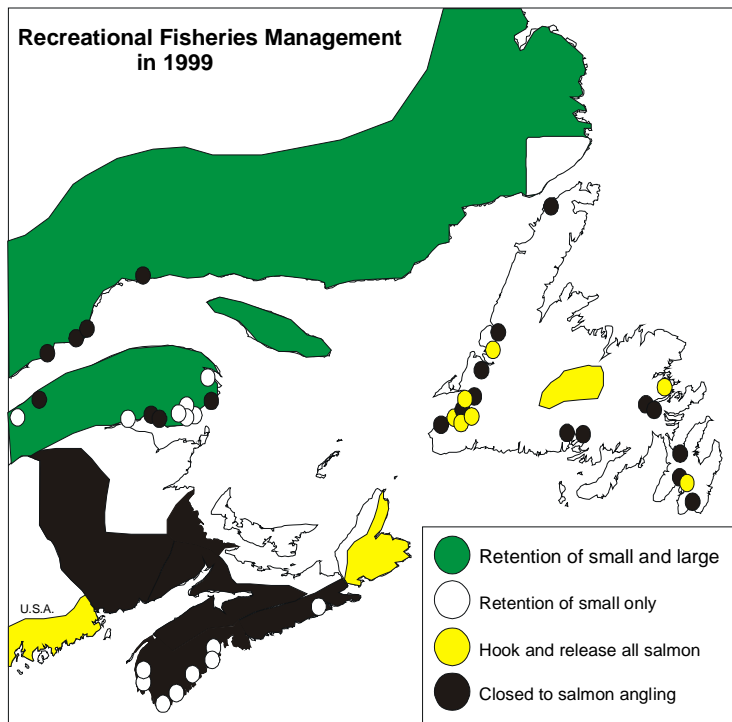 Recreational Fisheries Management
in 1999
U.S.A.
Retention of small and large
Retention of small only
Hook and release all salmon
Closed to salmon angling